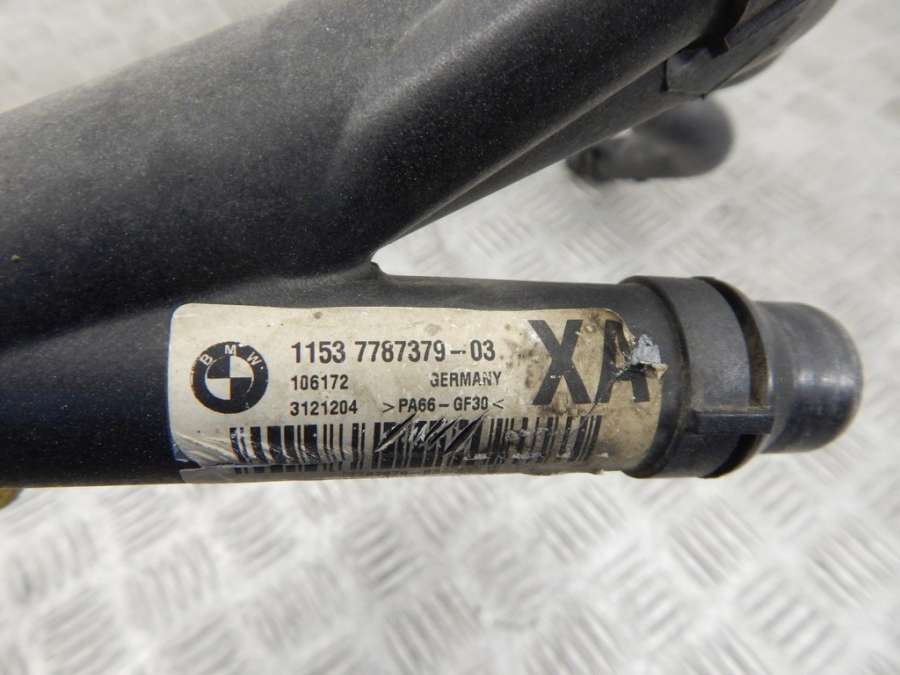 BMW
1153 7787379-03
106172 GERMANY
3121204 >PA66-GF30<
XA